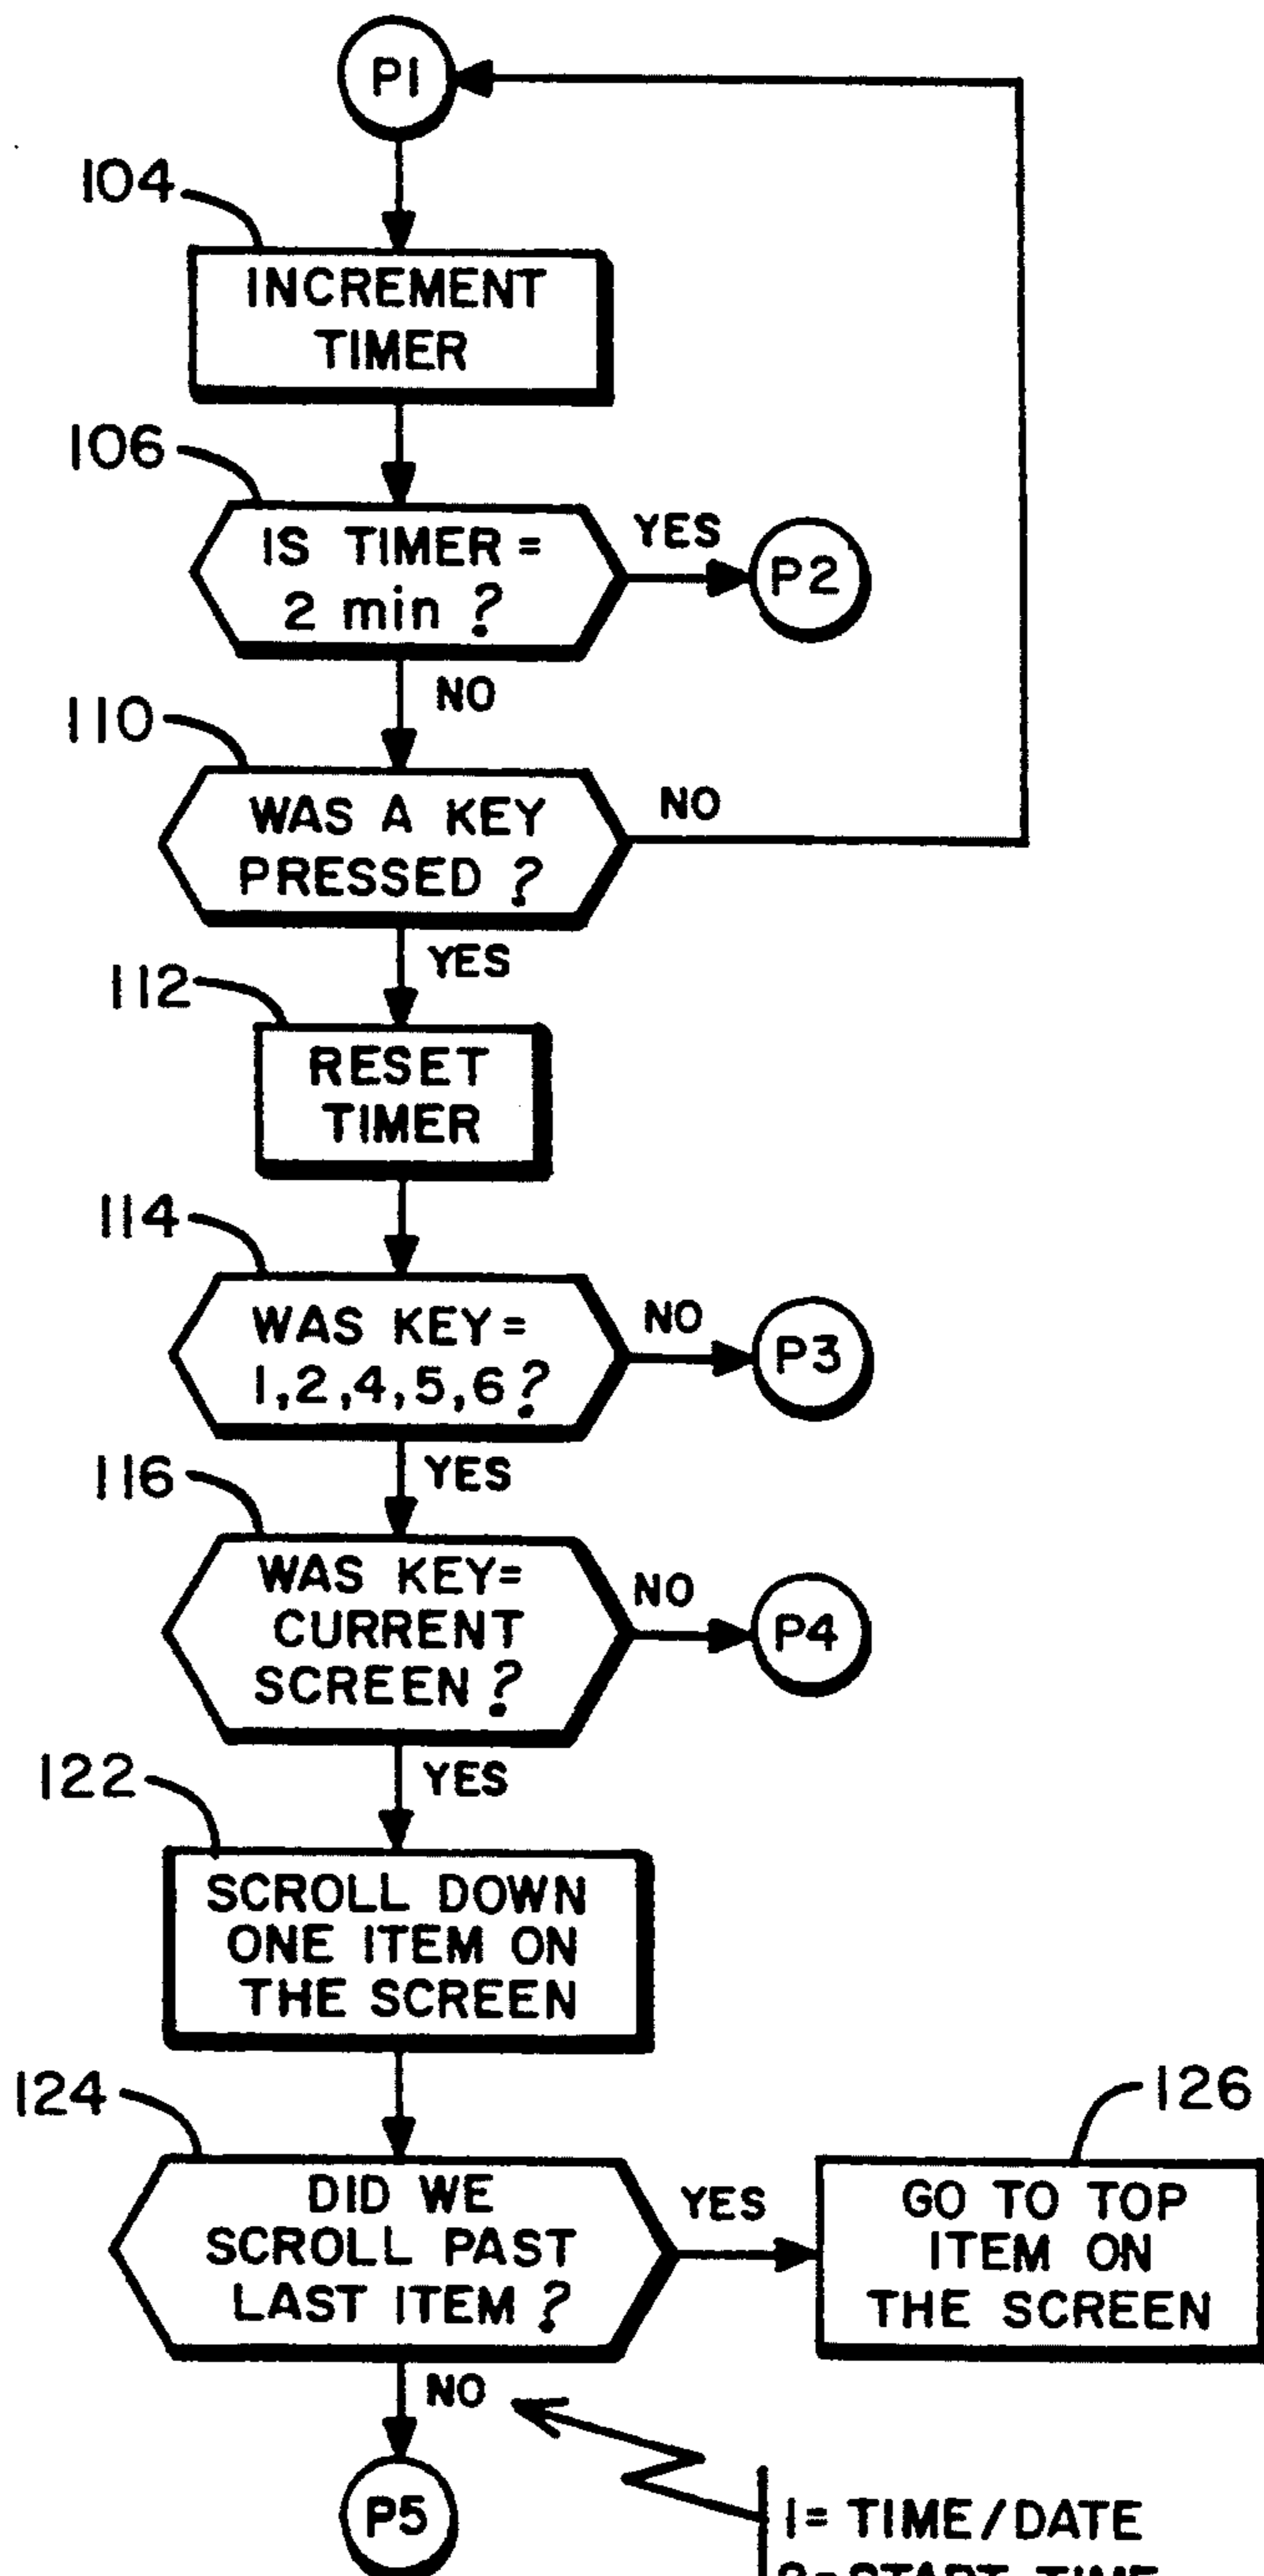 P1
104
INCREMENT
TIMER
106
IS TIMER =
2 min ?
YES
P2
NO
110
WAS A KEY
PRESSED ?
NO
YES
112
RESET
TIMER
114
WAS KEY =
1,2,4,5,6 ?
NO
P3
YES
116
WAS KEY=
CURRENT
SCREEN ?
NO
P4
YES
122
SCROLL DOWN
ONE ITEM ON
THE SCREEN
124
DID WE
SCROLL PAST
LAST ITEM ?
YES
126
GO TO TOP
ITEM ON
THE SCREEN
NO
P5
1= TIME/DATE
2=START TIME